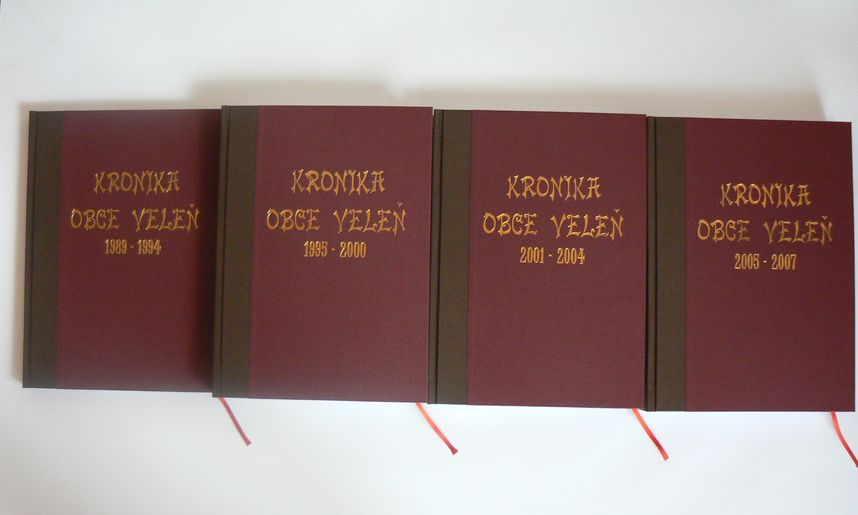 KRONIKA
OBCE VELEŇ
1989 - 1994
KRONIKA
OBCE VELEŇ
1995 - 2000
KRONIKA
OBCE VELEŇ
2001 - 2004
KRONIKA
OBCE VELEŇ
2005 - 2007